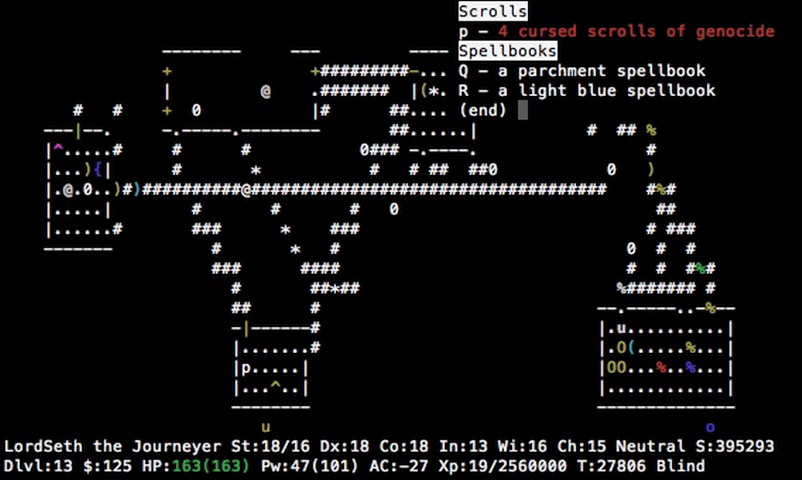 Scrolls
p - 4 cursed scrolls of genocide
Spellbooks
Q - a parchment spellbook
R - a light blue spellbook
(end)
LordSeth the Journeyer St:18/16 Dx:18 Co:18 In:13 Wi:16 Ch:15 Neutral S:395293
Dlvl:13 $:125 HP:163(163) Pw:47(101) AC:-27 Xp:19/2560000 T:27806 Blind